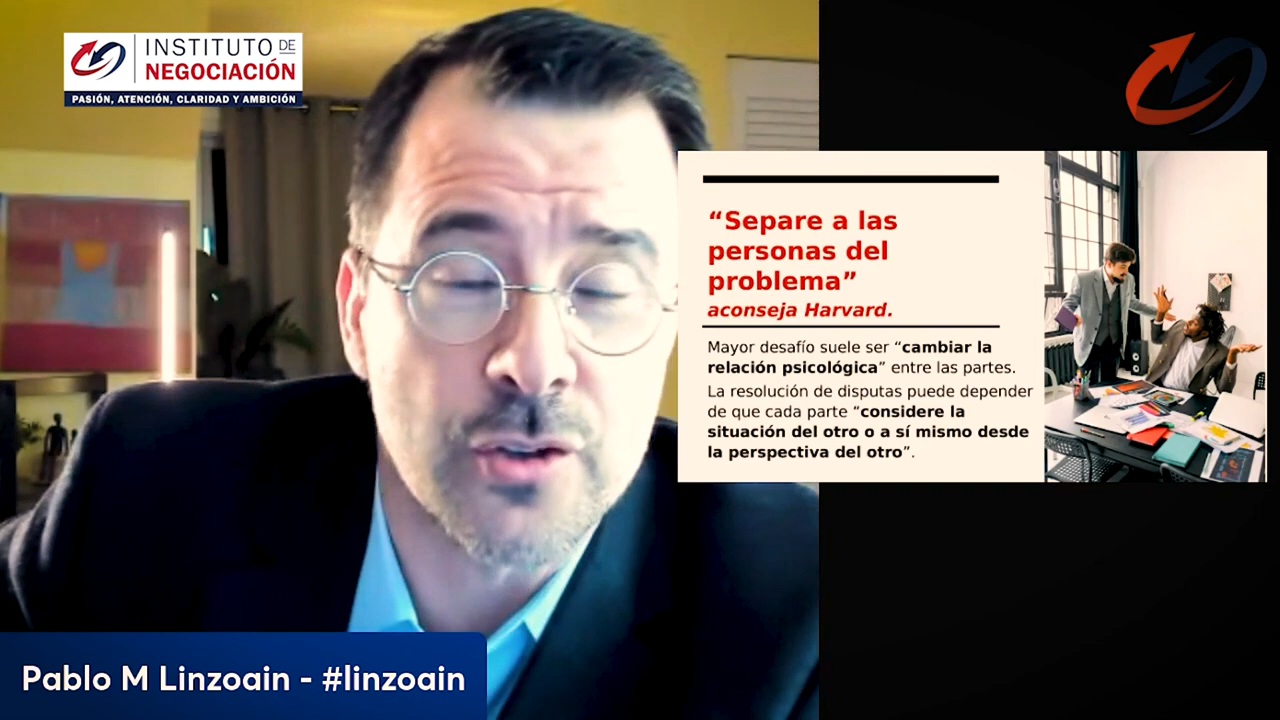 INSTITUTO DE
NEGOCIACIÓN
PASIÓN, ATENCIÓN, CLARIDAD Y AMBICIÓN
“Separe a las
personas del
problema”
aconseja Harvard.
Mayor desafío suele ser “cambiar la
relación psicológica” entre las partes.
La resolución de disputas puede depender
de que cada parte “considere la
situación del otro o a sí mismo desde
la perspectiva del otro”.
Pablo M Linzoain - #linzoain